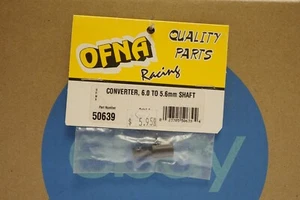 OFNA
Racing
QUALITY
PARTS
CONVERTER, 6.0 TO 5.6mm SHAFT
Part Number
50639
$ 5.95